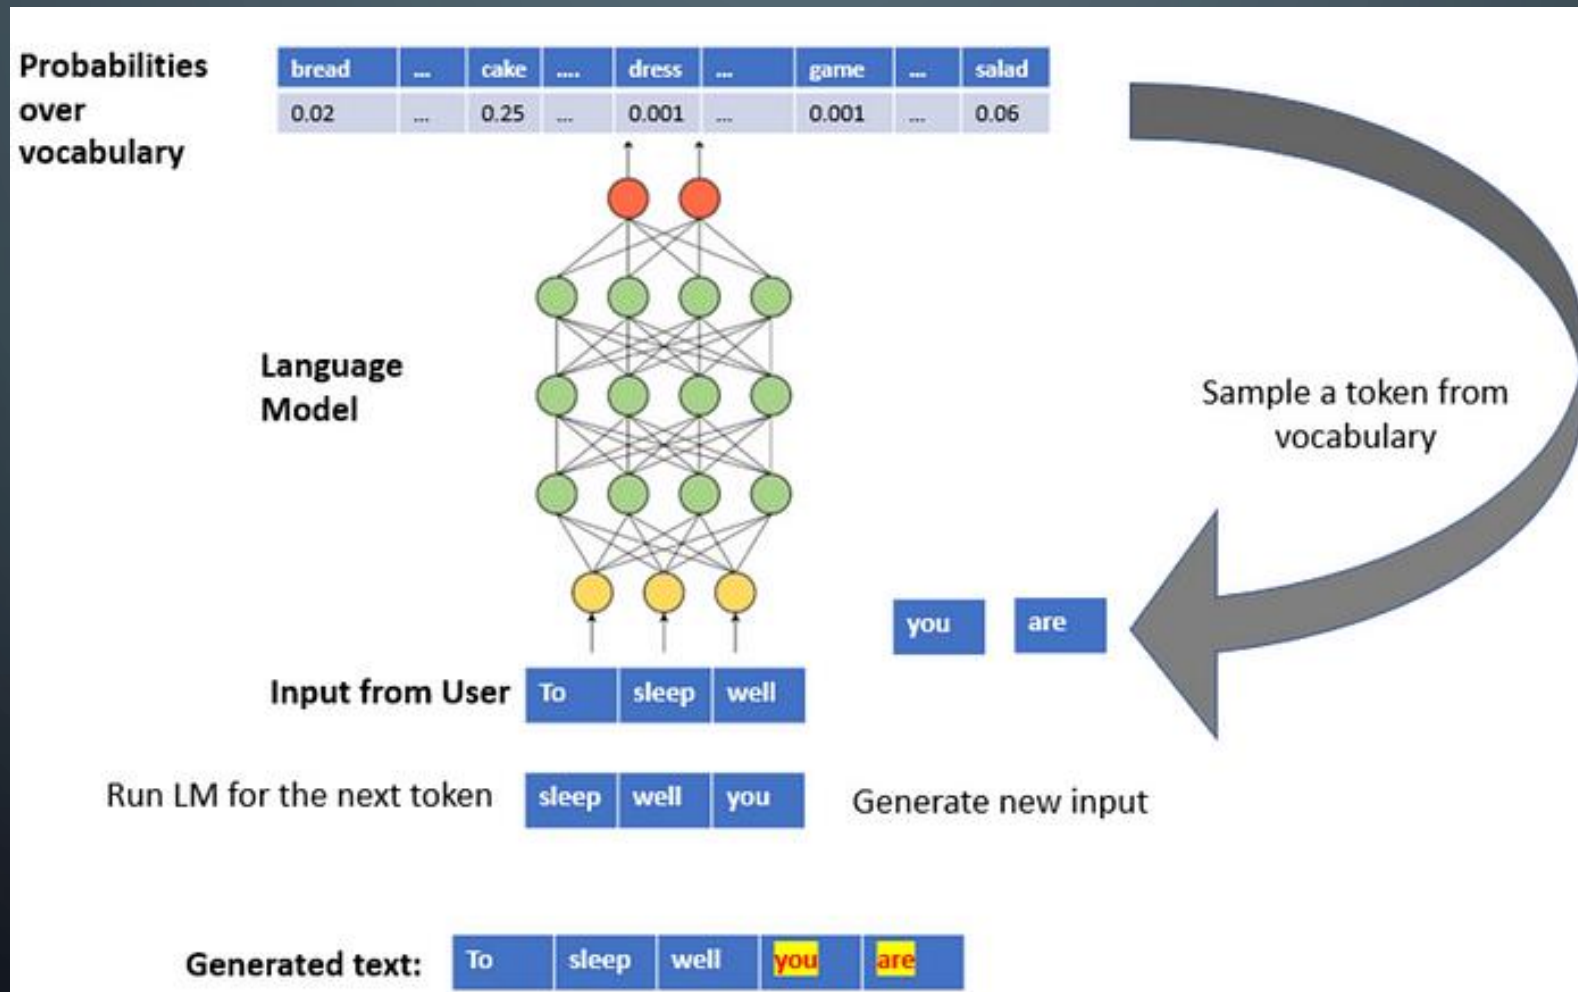 Probabilities
over
vocabulary
bread ... cake .... dress ... game ... salad
0.02 ... 0.25 ... 0.001 ... 0.001 ... 0.06
Language
Model
Sample a token from
vocabulary
you are
Input from User To sleep well
Run LM for the next token sleep well you Generate new input
Generated text: To sleep well you are